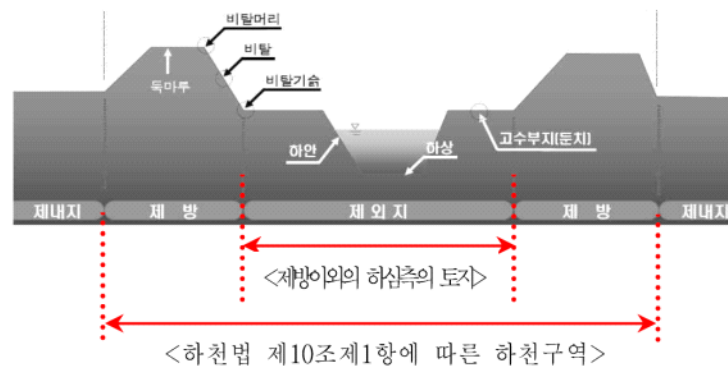 비탈머리
비탈
둑마루
비탈기슭
하안
하상
고수부지(둔치)
제내지
제 방
제 외 지
제 방
제내지
<제방이외의 하심측의 토지>
<하천법 제10조제1항에 따른 하천구역>